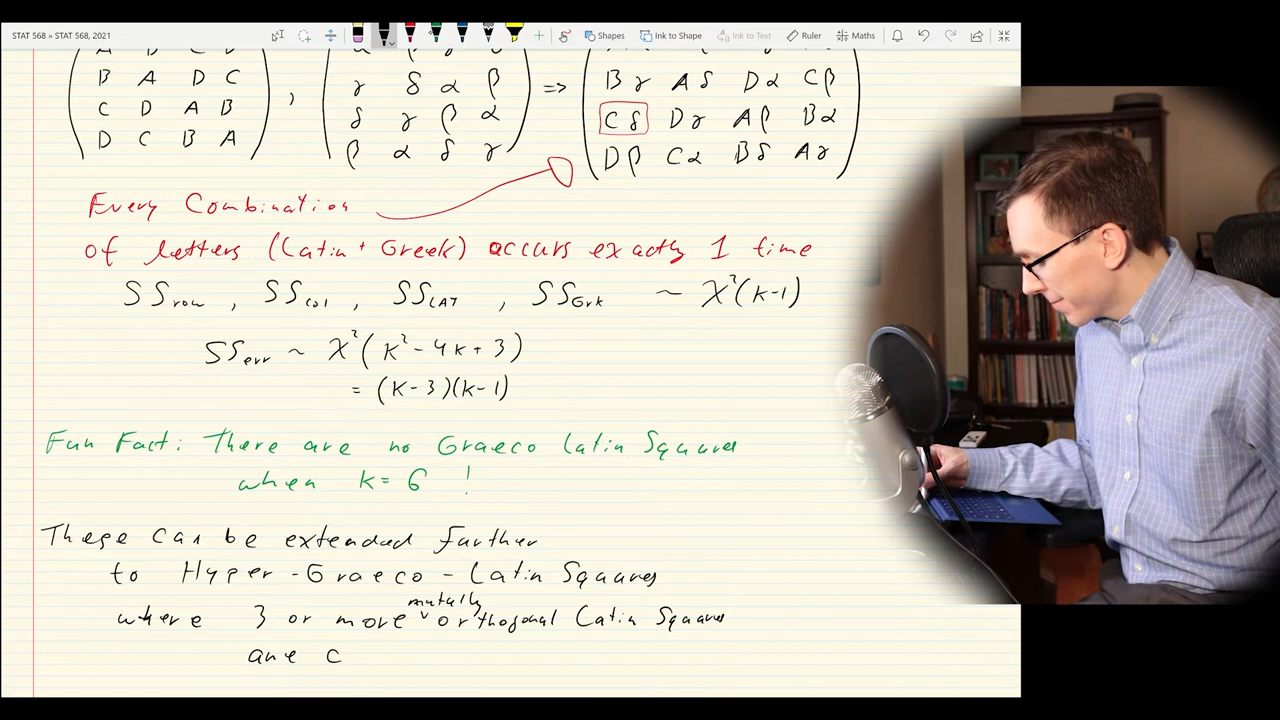 STAT 568 » STAT 568, 2021
Shapes Ink to Shape Ink to Text Ruler Maths
B A D C γ δ α β => Bγ Aδ Dα Cβ
C D A B , δ γ β α Cδ Dγ Aβ Bα
D C B A β α δ γ Dβ Cα Bδ Aγ
Every Combination
of letters (Latin + Greek) occurs exactly 1 time
SSrow , SScol , SSLAT , SSGrk ~ χ²(k-1)
SSerr ~ χ²(k²-4k+3)
= (k-3)(k-1)
Fun Fact: There are no Graeco Latin Squares
when k=6 !
These can be extended further
to Hyper-Graeco-Latin Squares
where 3 or more mutally orthogonal Latin Squares
are c